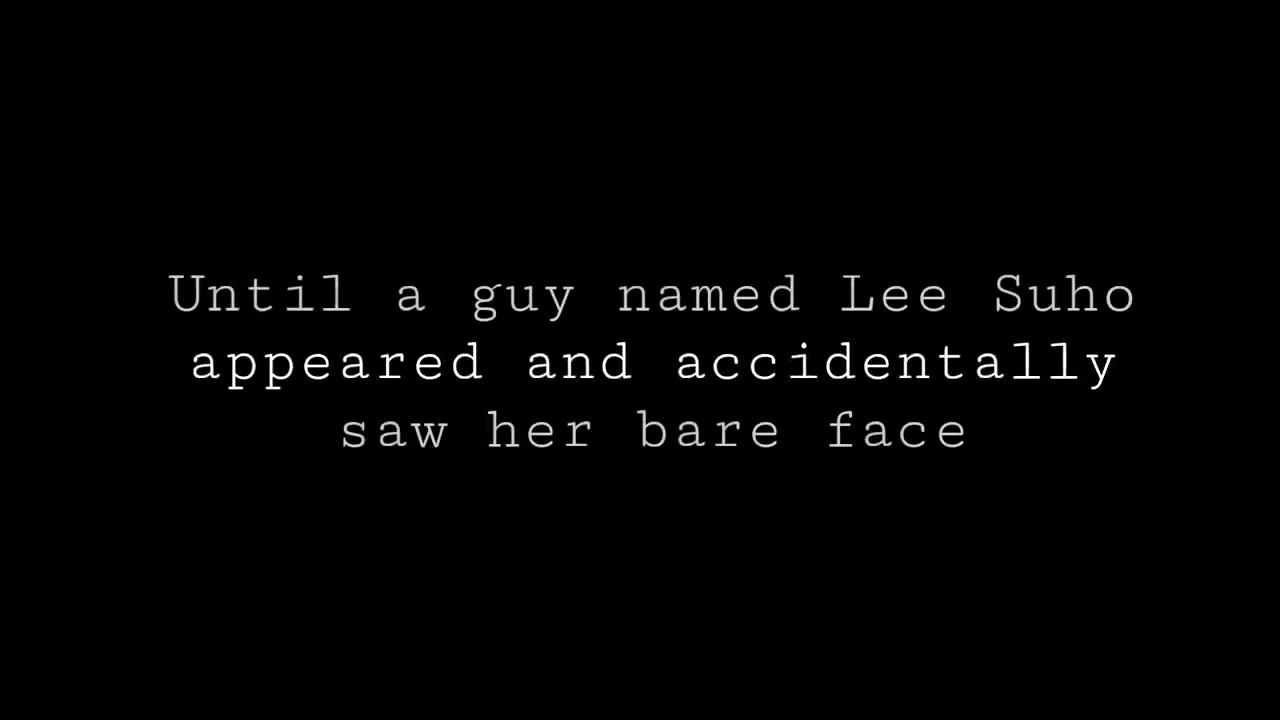 Until a guy named Lee Suho
appeared and accidentally
saw her bare face